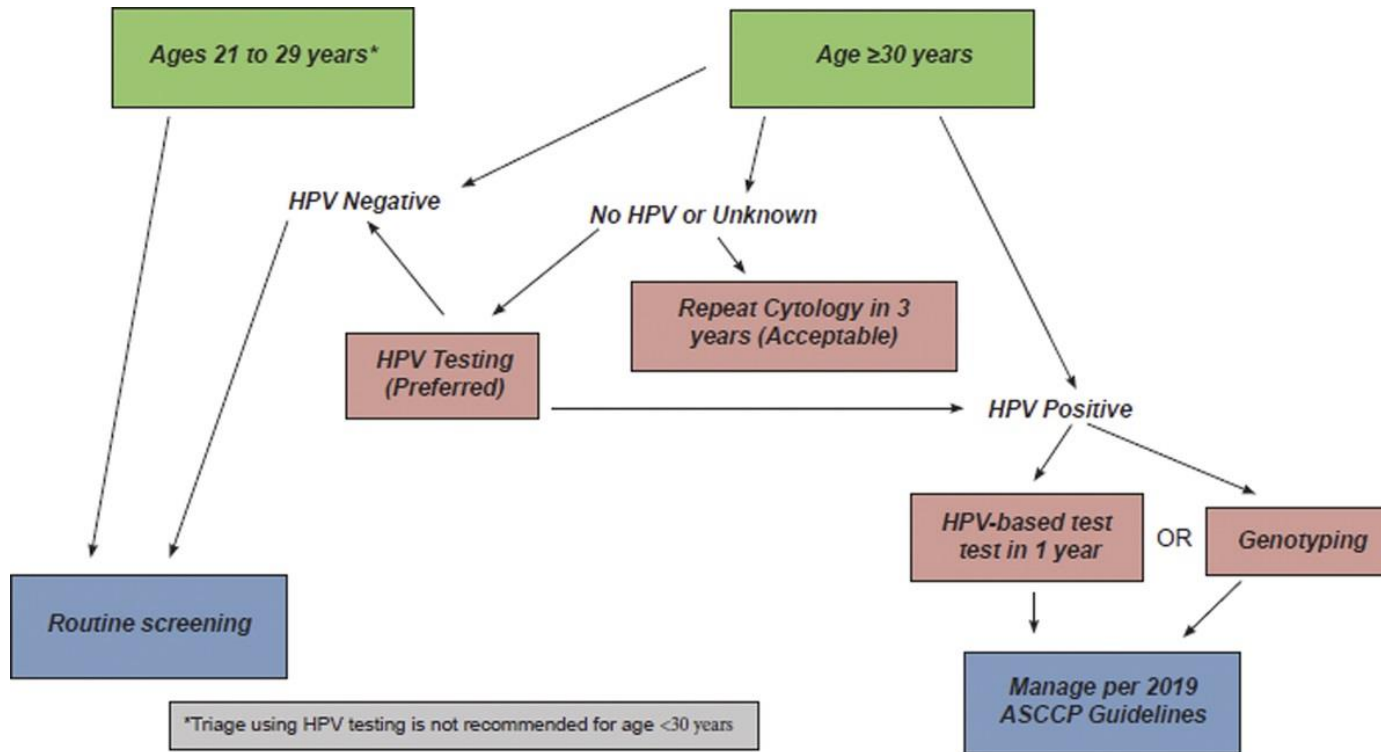 Ages 21 to 29 years*
Age ≥30 years
HPV Negative
No HPV or Unknown
Repeat Cytology in 3
years (Acceptable)
HPV Testing
(Preferred)
HPV Positive
HPV-based test
test in 1 year
OR
Genotyping
Routine screening
Manage per 2019
ASCCP Guidelines
*Triage using HPV testing is not recommended for age <30 years